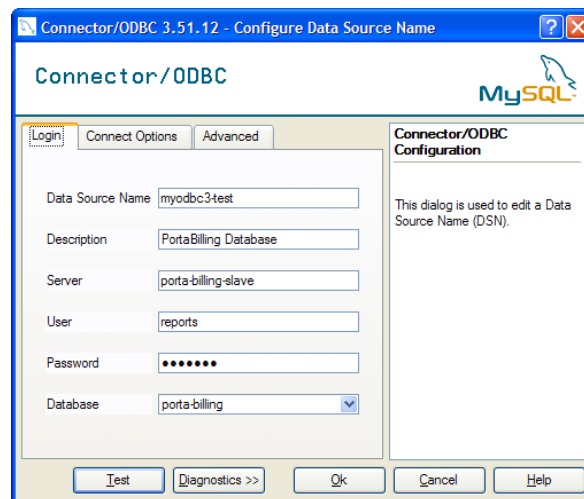 Connector/ODBC 3.51.12 - Configure Data Source Name
Connector/ODBC
MySQL
Login Connect Options Advanced
Data Source Name myodbc3-test
Description PortaBilling Database
Server porta-billing-slave
User reports
Password •••••••
Database porta-billing
Connector/ODBC
Configuration
This dialog is used to edit a Data
Source Name (DSN).
Test Diagnostics >> Ok Cancel Help